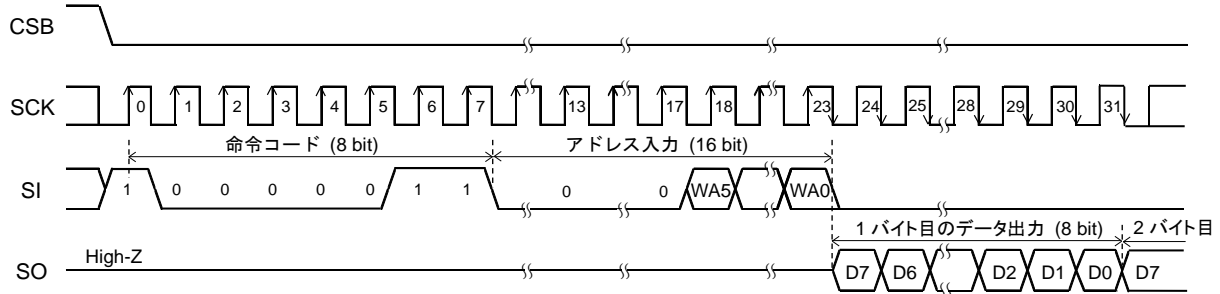 CSB
SCK 0 1 2 3 4 5 6 7 13 17 18 23 24 25 28 29 30 31
命令コード (8 bit) アドレス入力 (16 bit)
SI 1 0 0 0 0 0 1 1 0 0 WA5 WA0
1 バイト目のデータ出力 (8 bit) 2 バイト目
High-Z
SO D7 D6 D2 D1 D0 D7